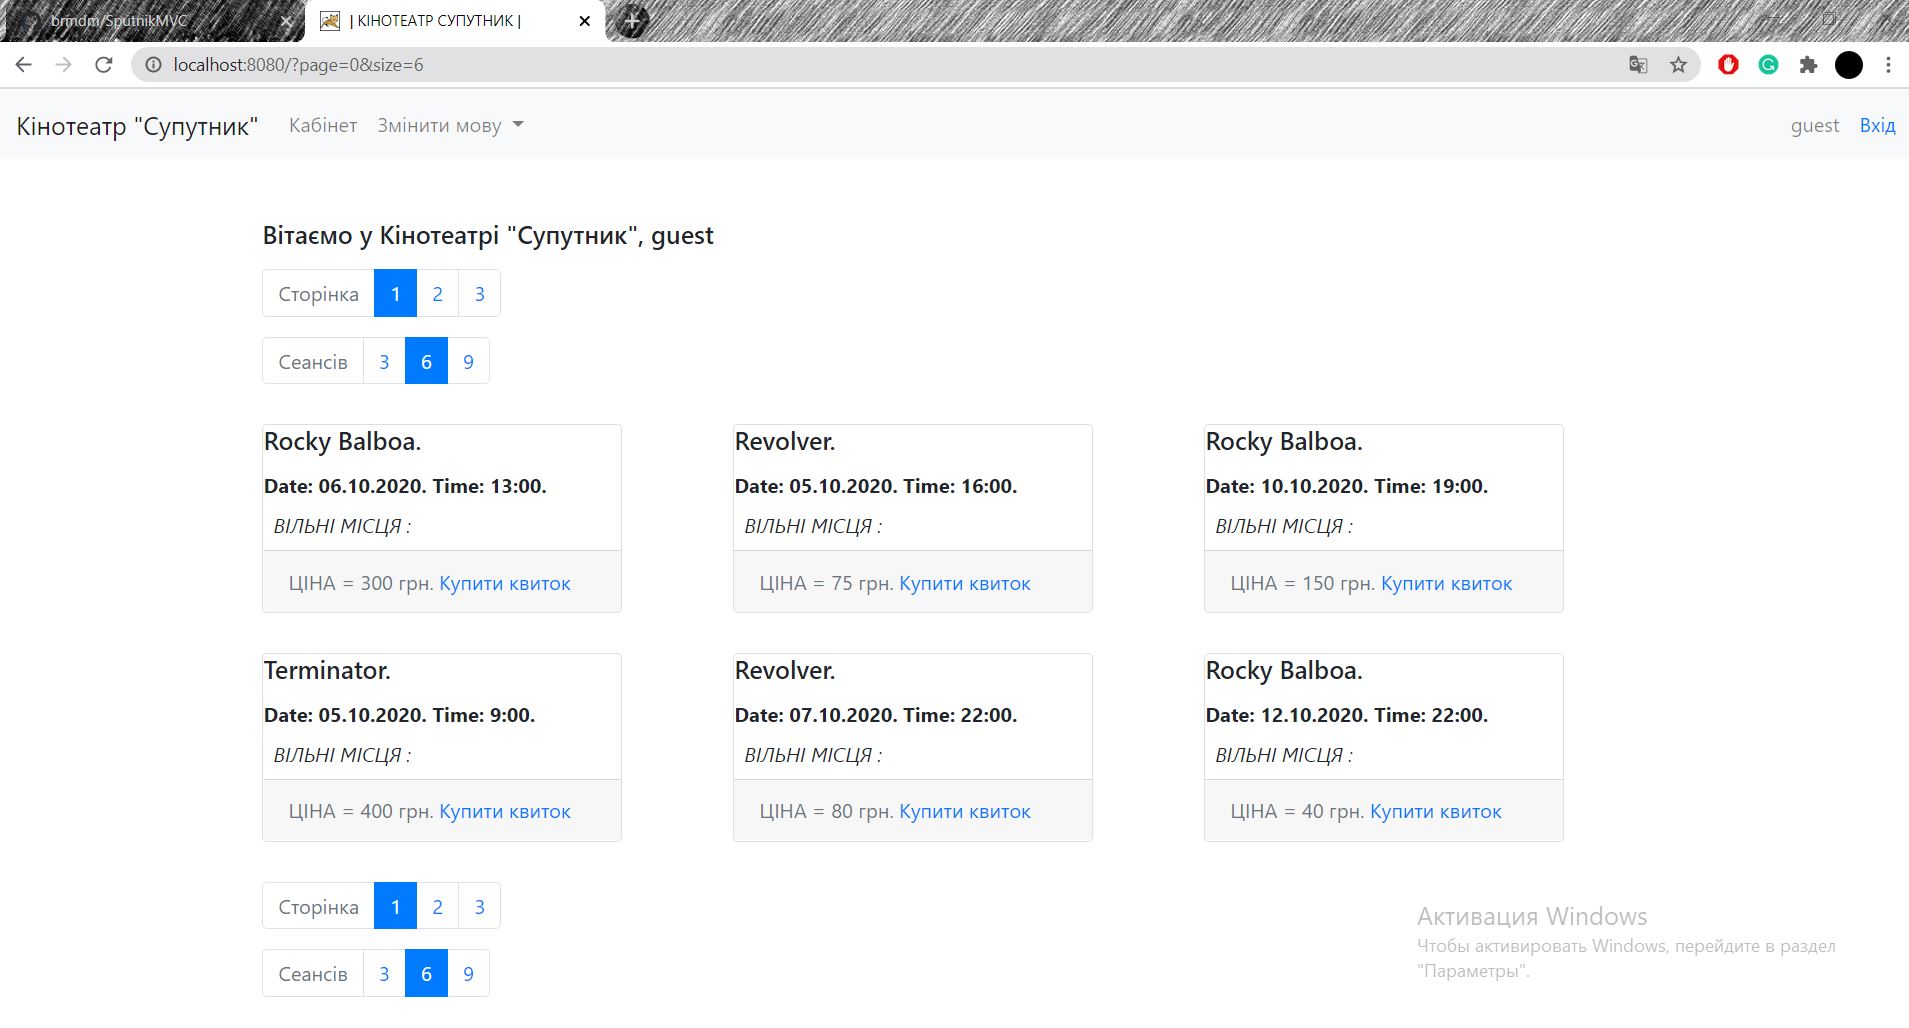 brmdm/SputnikMVC
| КІНОТЕАТР СУПУТНИК |
localhost:8080/?page=0&size=6
Кінотеатр "Супутник" Кабінет Змінити мову guest Вхід
Вітаємо у Кінотеатрі "Супутник", guest
Сторінка 1 2 3
Сеансів 3 6 9
Rocky Balboa.
Date: 06.10.2020. Time: 13:00.
ВІЛЬНІ МІСЦЯ :
ЦІНА = 300 грн. Купити квиток
Revolver.
Date: 05.10.2020. Time: 16:00.
ВІЛЬНІ МІСЦЯ :
ЦІНА = 75 грн. Купити квиток
Rocky Balboa.
Date: 10.10.2020. Time: 19:00.
ВІЛЬНІ МІСЦЯ :
ЦІНА = 150 грн. Купити квиток
Terminator.
Date: 05.10.2020. Time: 9:00.
ВІЛЬНІ МІСЦЯ :
ЦІНА = 400 грн. Купити квиток
Revolver.
Date: 07.10.2020. Time: 22:00.
ВІЛЬНІ МІСЦЯ :
ЦІНА = 80 грн. Купити квиток
Rocky Balboa.
Date: 12.10.2020. Time: 22:00.
ВІЛЬНІ МІСЦЯ :
ЦІНА = 40 грн. Купити квиток
Сторінка 1 2 3
Сеансів 3 6 9
Активация Windows
Чтобы активировать Windows, перейдите в раздел
"Параметры".